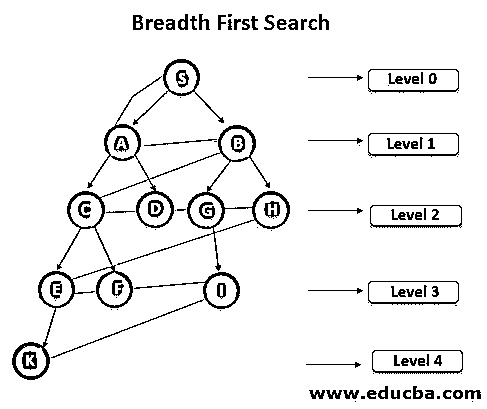 Breadth First Search
S
Level 0
A B
Level 1
C D G H
Level 2
E F I
Level 3
K
Level 4
www.educba.com